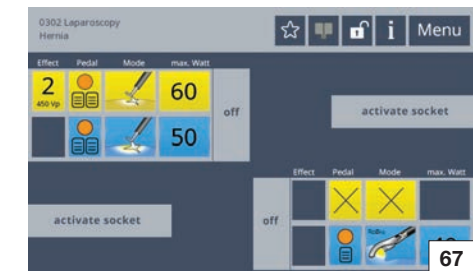 0302 Laparoscopy
Hernia
i
Menu
Effect Pedal Mode max. Watt
2
450 Vp
60
off
50
activate socket
Effect Pedal Mode max. Watt
activate socket
off
67